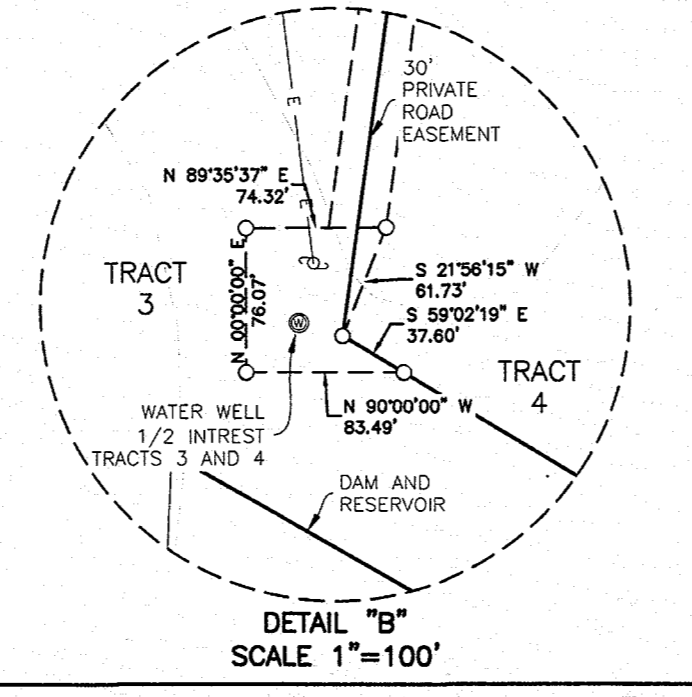 30'
PRIVATE
ROAD
EASEMENT
E
N 89°35'37" E
74.32'
E
TRACT
3
N 00°00'00" E
76.07'
S 21°56'15" W
61.73'
S 59°02'19" E
37.60'
W
TRACT
4
N 90°00'00" W
83.49'
WATER WELL
1/2 INTREST
TRACTS 3 AND 4
DAM AND
RESERVOIR
DETAIL "B"
SCALE 1"=100'